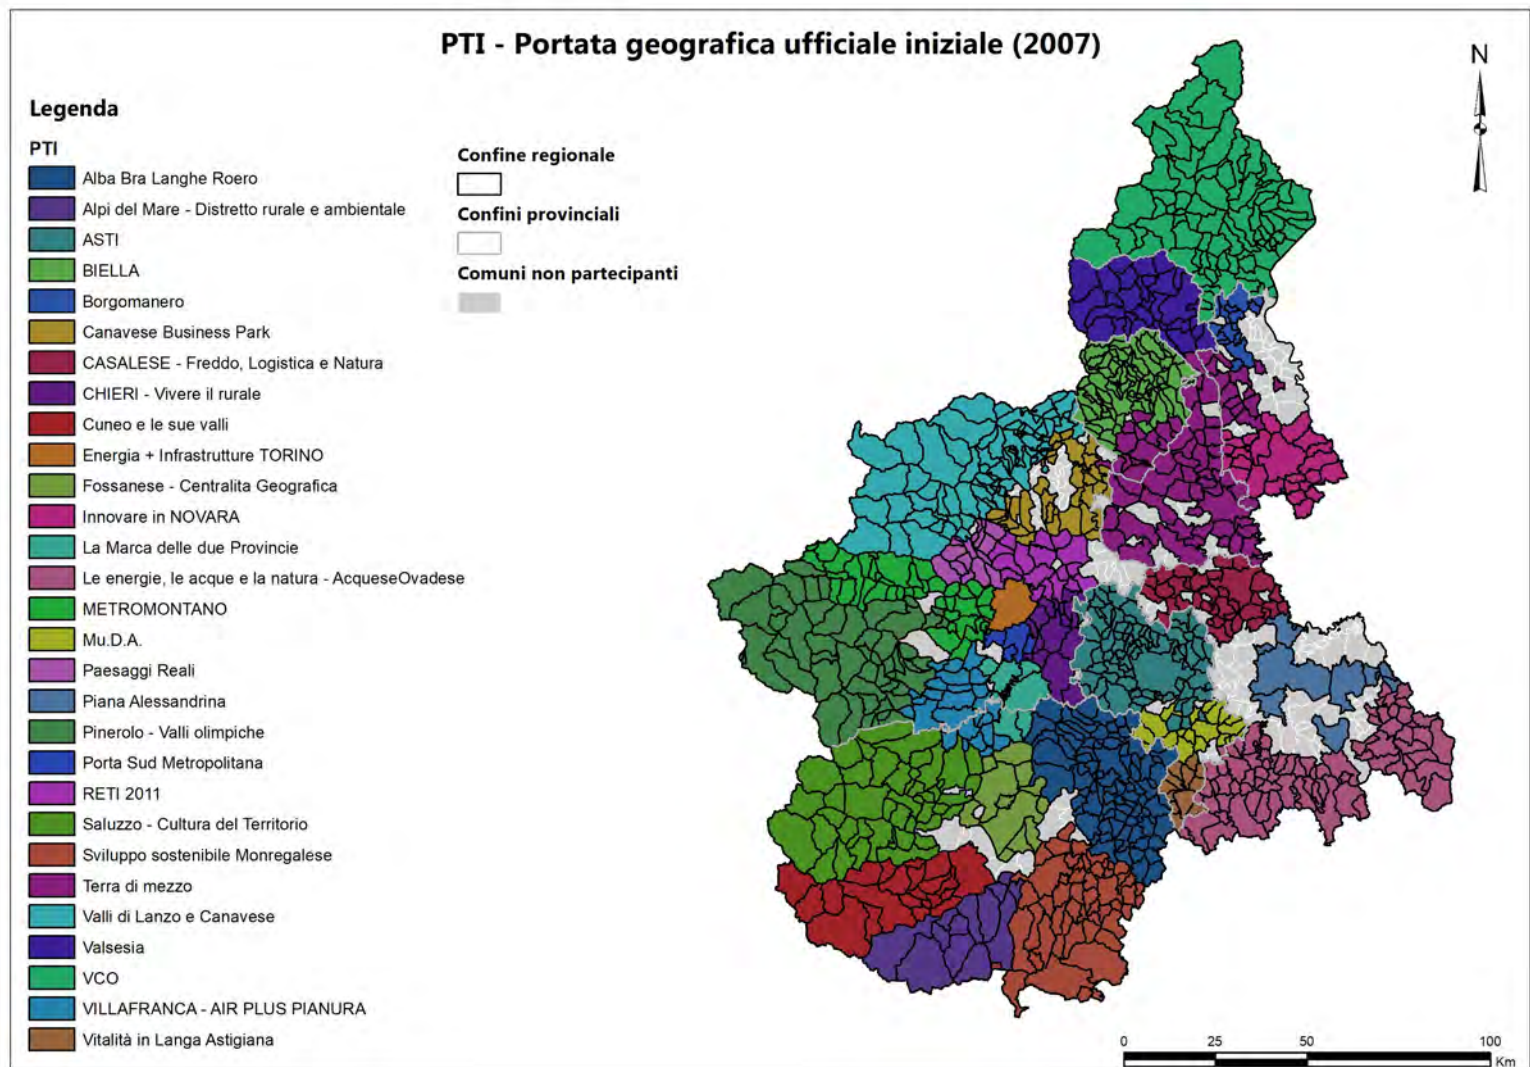 PTI - Portata geografica ufficiale iniziale (2007)
N
Legenda
PTI
Alba Bra Langhe Roero
Alpi del Mare - Distretto rurale e ambientale
ASTI
BIELLA
Borgomanero
Canavese Business Park
CASALESE - Freddo, Logistica e Natura
CHIERI - Vivere il rurale
Cuneo e le sue valli
Energia + Infrastrutture TORINO
Fossanese - Centralita Geografica
Innovare in NOVARA
La Marca delle due Provincie
Le energie, le acque e la natura - AcqueseOvadese
METROMONTANO
Mu.D.A.
Paesaggi Reali
Piana Alessandrina
Pinerolo - Valli olimpiche
Porta Sud Metropolitana
RETI 2011
Saluzzo - Cultura del Territorio
Sviluppo sostenibile Monregalese
Terra di mezzo
Valli di Lanzo e Canavese
Valsesia
VCO
VILLAFRANCA - AIR PLUS PIANURA
Vitalità in Langa Astigiana
Confine regionale
Confini provinciali
Comuni non partecipanti
0 25 50 100
Km